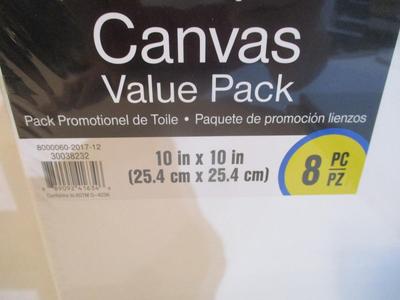 Canvas
Value Pack
Pack Promotionel de Toile • Paquete de promoción lienzos
8000060-2017-12
30038232
10 in x 10 in
(25.4 cm x 25.4 cm)
8 PC/PZ